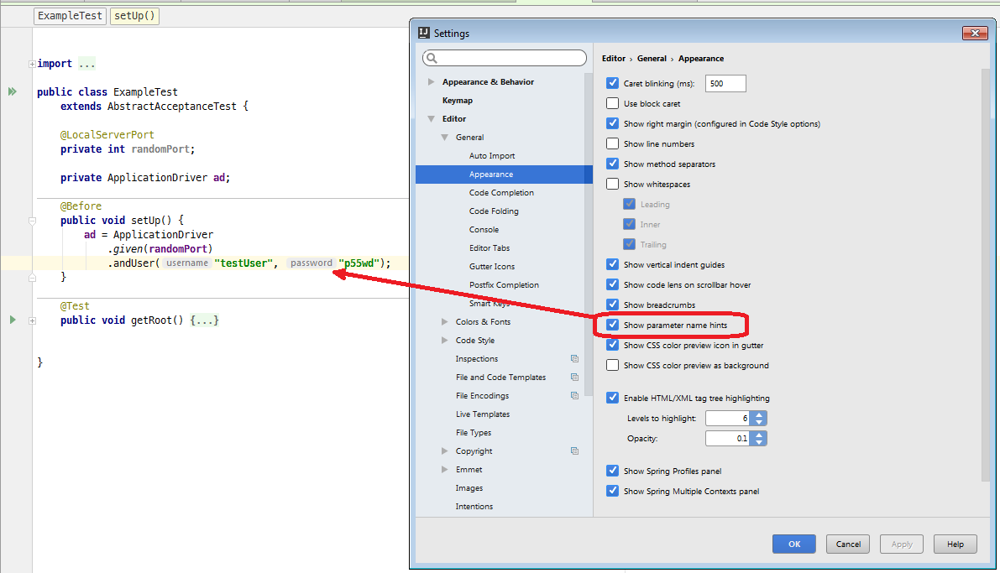 ExampleTest setUp()
import ...
public class ExampleTest
extends AbstractAcceptanceTest {
@LocalServerPort
private int randomPort;
private ApplicationDriver ad;
@Before
public void setUp() {
ad = ApplicationDriver
.given(randomPort)
.andUser( username "testUser", password "p55wd");
}
@Test
public void getRoot() {...}
}
Settings
Appearance & Behavior
Keymap
Editor
General
Auto Import
Appearance
Code Completion
Code Folding
Console
Editor Tabs
Gutter Icons
Postfix Completion
Smart Keys
Colors & Fonts
Code Style
Inspections
File and Code Templates
File Encodings
Live Templates
File Types
Copyright
Emmet
Images
Intentions
Editor › General › Appearance
Caret blinking (ms): 500
Use block caret
Show right margin (configured in Code Style options)
Show line numbers
Show method separators
Show whitespaces
Leading
Inner
Trailing
Show vertical indent guides
Show code lens on scrollbar hover
Show breadcrumbs
Show parameter name hints
Show CSS color preview icon in gutter
Show CSS color preview as background
Enable HTML/XML tag tree highlighting
Levels to highlight: 6
Opacity: 0.1
Show Spring Profiles panel
Show Spring Multiple Contexts panel
OK Cancel Apply Help